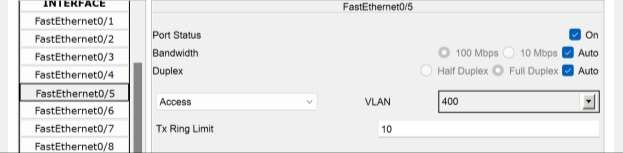 INTERFACE
FastEthernet0/1
FastEthernet0/2
FastEthernet0/3
FastEthernet0/4
FastEthernet0/5
FastEthernet0/6
FastEthernet0/7
FastEthernet0/8
FastEthernet0/5
Port Status On
Bandwidth 100 Mbps 10 Mbps Auto
Duplex Half Duplex Full Duplex Auto
Access VLAN 400
Tx Ring Limit 10